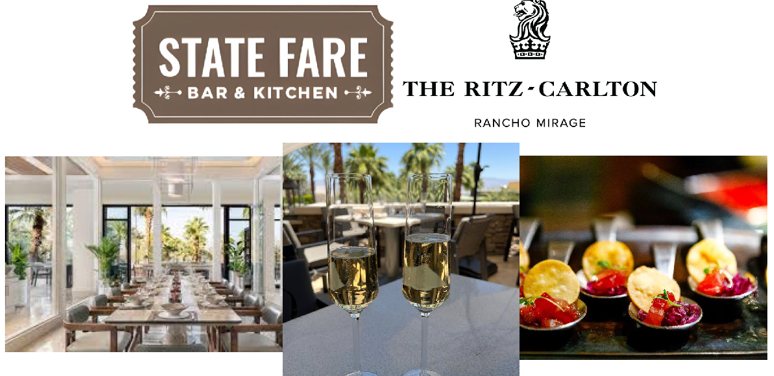 STATE FARE
BAR & KITCHEN
THE RITZ-CARLTON
RANCHO MIRAGE